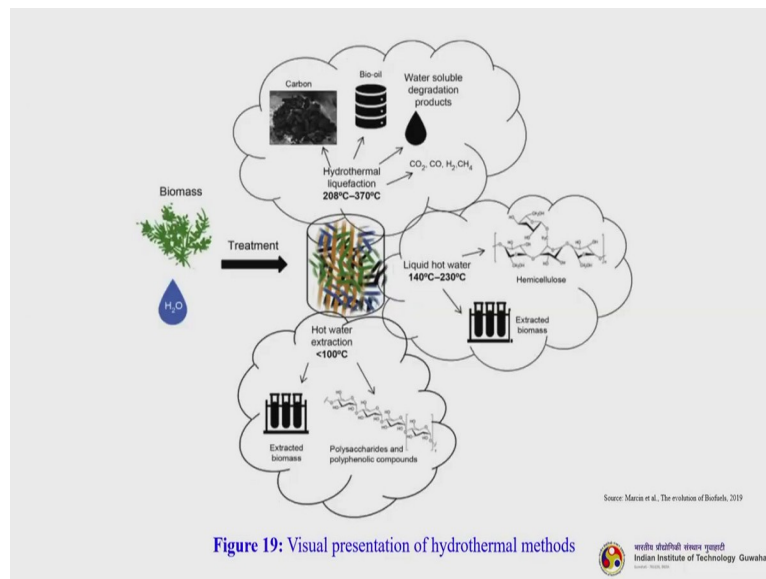 Carbon
Bio-oil
Water soluble
degradation
products
CO₂, CO, H₂,CH₄
Hydrothermal
liquefaction
208ºC–370ºC
Biomass
Treatment
H₂O
Liquid hot water
140ºC–230ºC
Hemicellulose
Extracted
biomass
Hot water
extraction
<100ºC
Extracted
biomass
Polysaccharides and
polyphenolic compounds
Source: Marcin et al., The evolution of Biofuels, 2019
Figure 19: Visual presentation of hydrothermal methods
भारतीय प्रौद्योगिकी संस्थान गुवाहाटी
Indian Institute of Technology Guwaha